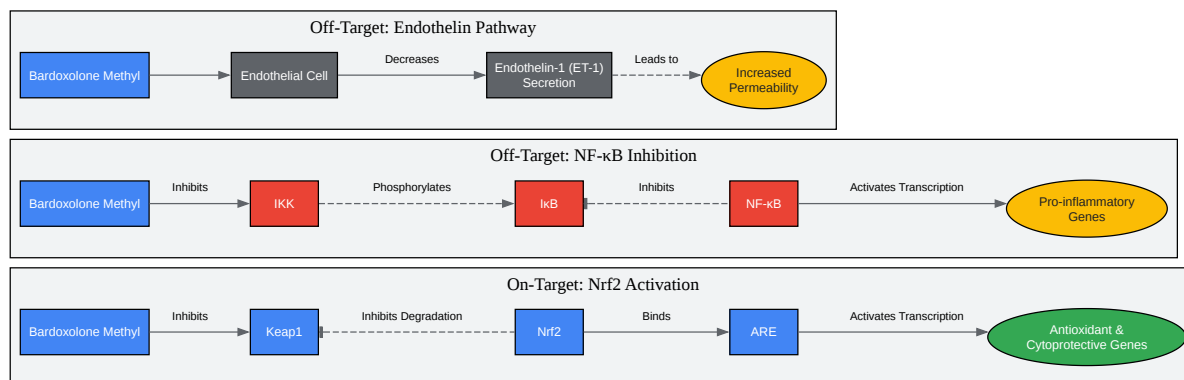 Off-Target: Endothelin Pathway
Bardoxolone Methyl
Endothelial Cell
Decreases
Endothelin-1 (ET-1)
Secretion
Leads to
Increased
Permeability
Off-Target: NF-κB Inhibition
Bardoxolone Methyl
Inhibits
IKK
Phosphorylates
IκB
Inhibits
NF-κB
Activates Transcription
Pro-inflammatory
Genes
On-Target: Nrf2 Activation
Bardoxolone Methyl
Inhibits
Keap1
Inhibits Degradation
Nrf2
Binds
ARE
Activates Transcription
Antioxidant &
Cytoprotective Genes